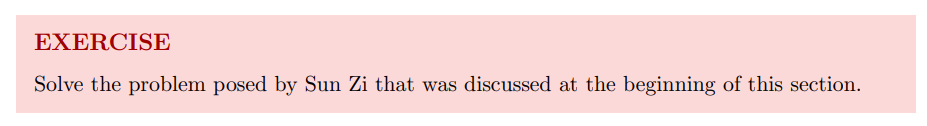 EXERCISE
Solve the problem posed by Sun Zi that was discussed at the beginning of this section.